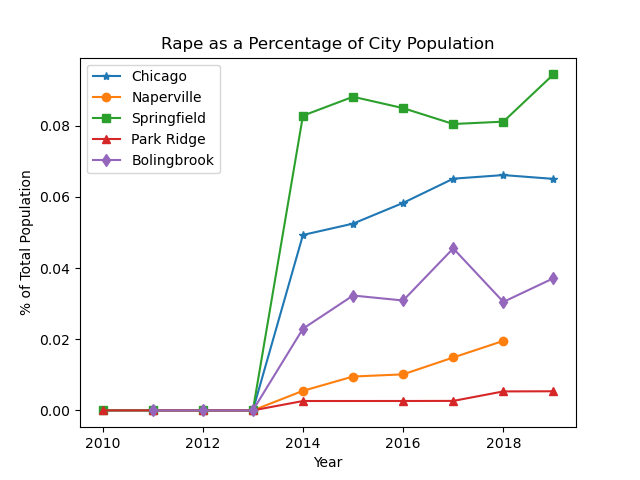 Rape as a Percentage of City Population
Chicago
Naperville
Springfield
Park Ridge
Bolingbrook
% of Total Population
0.08
0.06
0.04
0.02
0.00
2010 2012 2014 2016 2018
Year